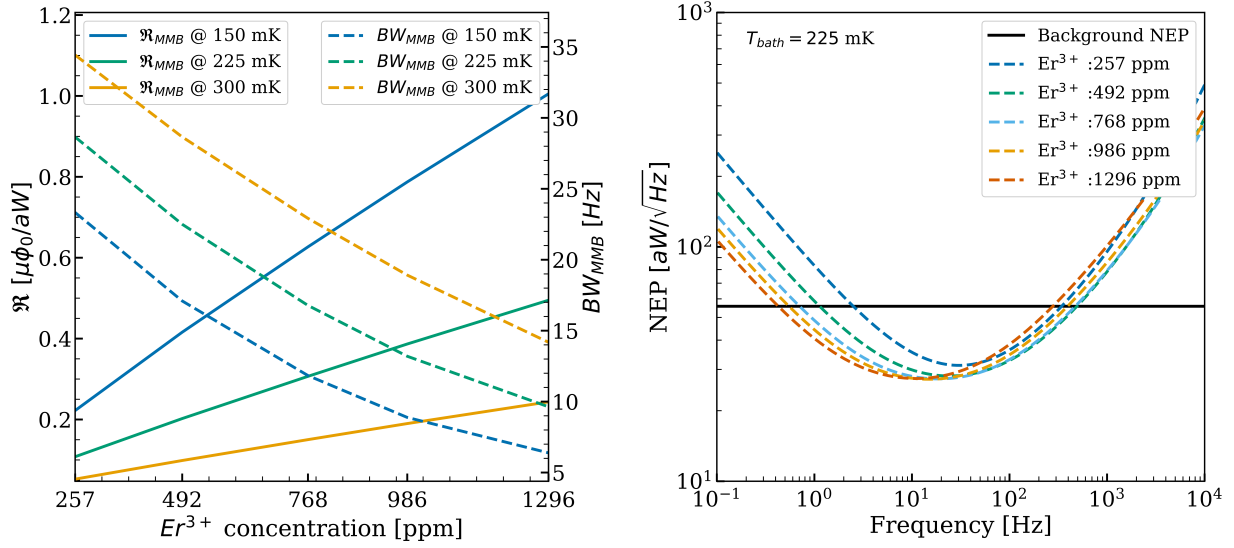 1.2
1.0
0.8
0.6
0.4
0.2
ℜ [μϕ₀/aW]
ℜ_MMB @ 150 mK
ℜ_MMB @ 225 mK
ℜ_MMB @ 300 mK
BW_MMB @ 150 mK
BW_MMB @ 225 mK
BW_MMB @ 300 mK
35
30
25
20
15
10
5
BW_MMB [Hz]
257 492 768 986 1296
Er³⁺ concentration [ppm]
10³
10²
10¹
NEP [aW/√Hz]
T_bath = 225 mK
Background NEP
Er³⁺ :257 ppm
Er³⁺ :492 ppm
Er³⁺ :768 ppm
Er³⁺ :986 ppm
Er³⁺ :1296 ppm
10⁻¹ 10⁰ 10¹ 10² 10³ 10⁴
Frequency [Hz]